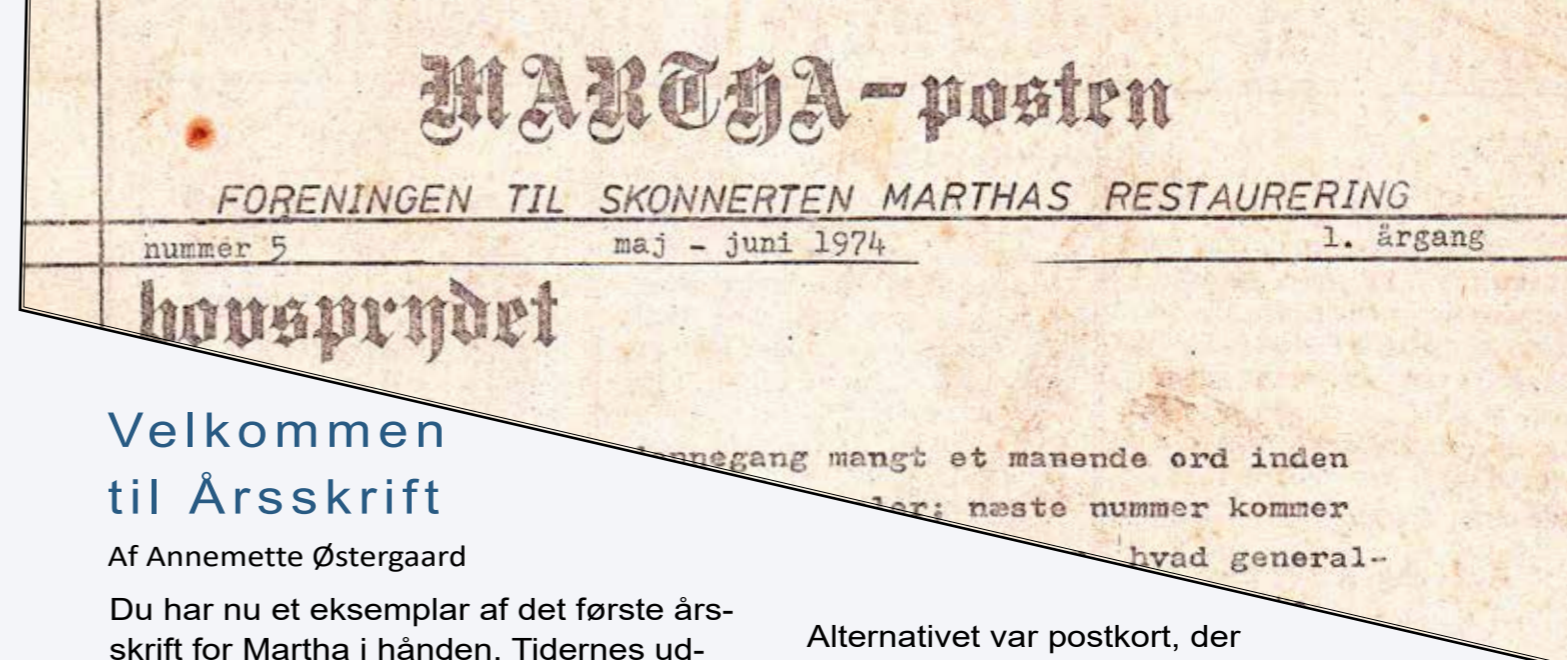 MARTHA-posten
FORENINGEN TIL SKONNERTEN MARTHAS RESTAURERING
nummer 5 maj - juni 1974 1. årgang
bovsprydet
mangt et manende ord inden
næste nummer kommer
hvad general-
Velkommen
til Årsskrift
Af Annemette Østergaard
Du har nu et eksemplar af det første års-
skrift for Martha i hånden. Tidernes ud-
Alternativet var postkort, der